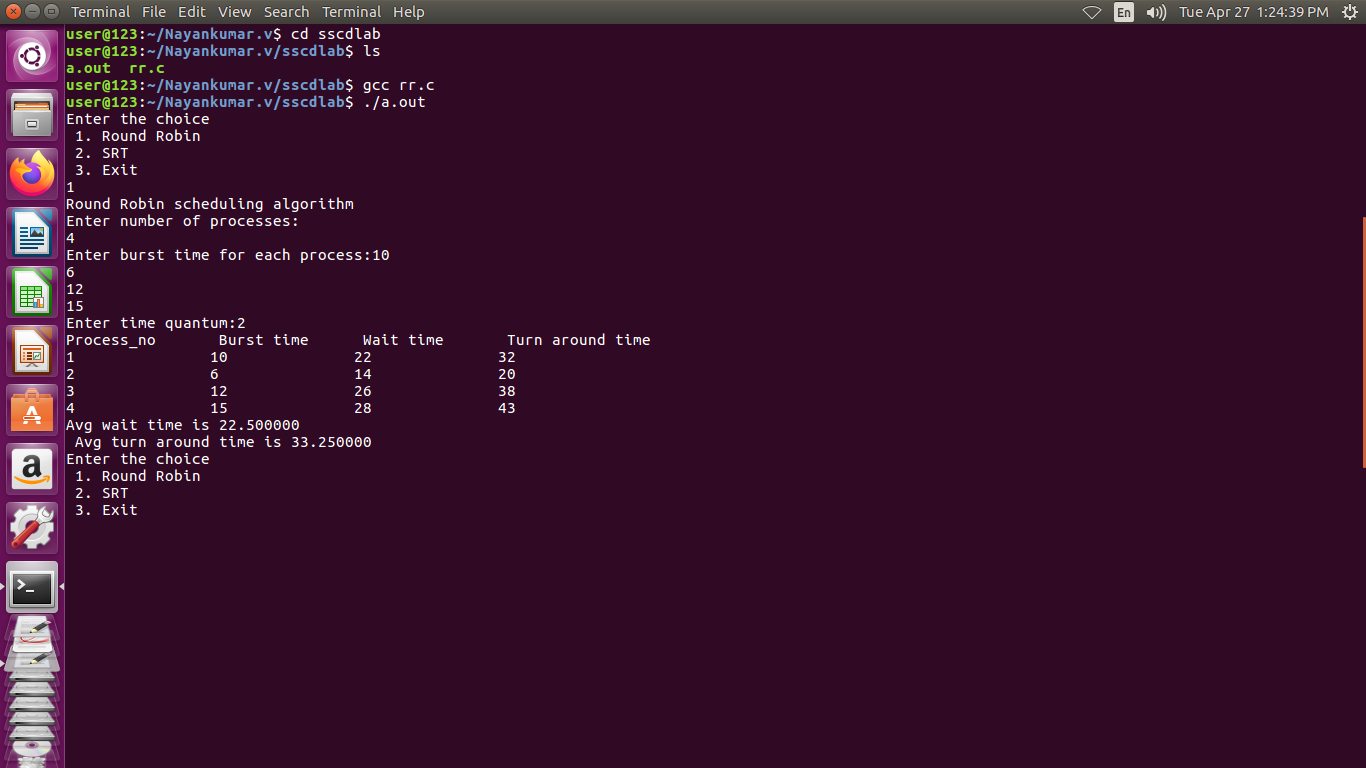 Terminal File Edit View Search Terminal Help En Tue Apr 27 1:24:39 PM
user@123:~/Nayankumar.v$ cd sscdlab
user@123:~/Nayankumar.v/sscdlab$ ls
a.out  rr.c
user@123:~/Nayankumar.v/sscdlab$ gcc rr.c
user@123:~/Nayankumar.v/sscdlab$ ./a.out
Enter the choice
 1. Round Robin
 2. SRT
 3. Exit
1
Round Robin scheduling algorithm
Enter number of processes:
4
Enter burst time for each process:10
6
12
15
Enter time quantum:2
Process_no       Burst time      Wait time       Turn around time
1               10              22              32
2               6               14              20
3               12              26              38
4               15              28              43
Avg wait time is 22.500000
 Avg turn around time is 33.250000
Enter the choice
 1. Round Robin
 2. SRT
 3. Exit